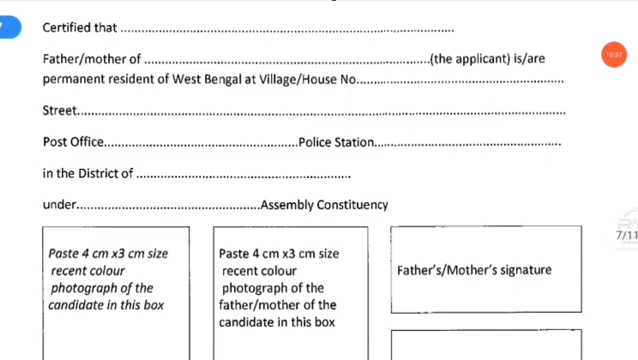 Certified that ........................................................................................................
Father/mother of ........................................................................................(the applicant) is/are
permanent resident of West Bengal at Village/House No.................................................................
Street................................................................................................................................................
Post Office..........................................................Police Station........................................................
in the District of .................................................................
under.......................................................Assembly Constituency
Paste 4 cm x3 cm size
recent colour
photograph of the
candidate in this box
Paste 4 cm x3 cm size
recent colour
photograph of the
father/mother of the
candidate in this box
Father's/Mother's signature
7/11